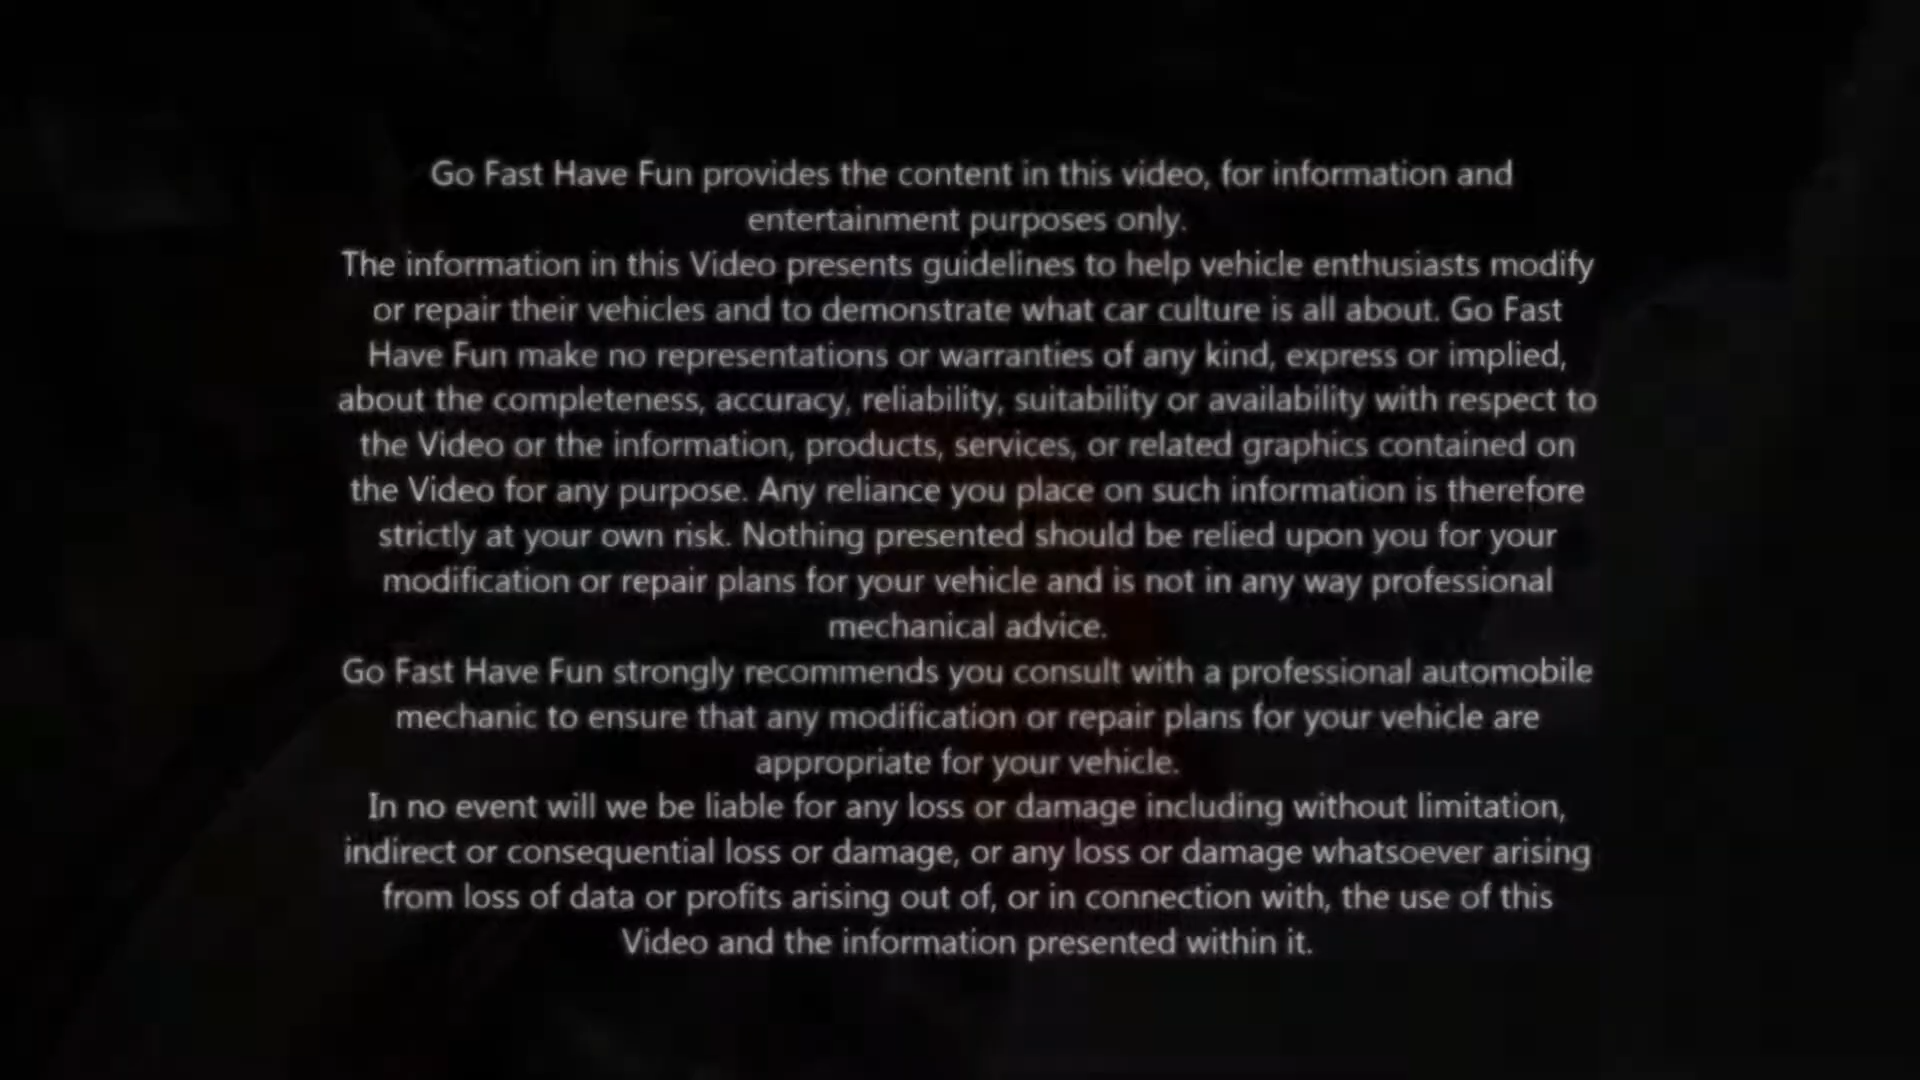 Go Fast Have Fun provides the content in this video, for information and
entertainment purposes only.
The information in this Video presents guidelines to help vehicle enthusiasts modify
or repair their vehicles and to demonstrate what car culture is all about. Go Fast
Have Fun make no representations or warranties of any kind, express or implied,
about the completeness, accuracy, reliability, suitability or availability with respect to
the Video or the information, products, services, or related graphics contained on
the Video for any purpose. Any reliance you place on such information is therefore
strictly at your own risk. Nothing presented should be relied upon you for your
modification or repair plans for your vehicle and is not in any way professional
mechanical advice.
Go Fast Have Fun strongly recommends you consult with a professional automobile
mechanic to ensure that any modification or repair plans for your vehicle are
appropriate for your vehicle.
In no event will we be liable for any loss or damage including without limitation,
indirect or consequential loss or damage, or any loss or damage whatsoever arising
from loss of data or profits arising out of, or in connection with, the use of this
Video and the information presented within it.